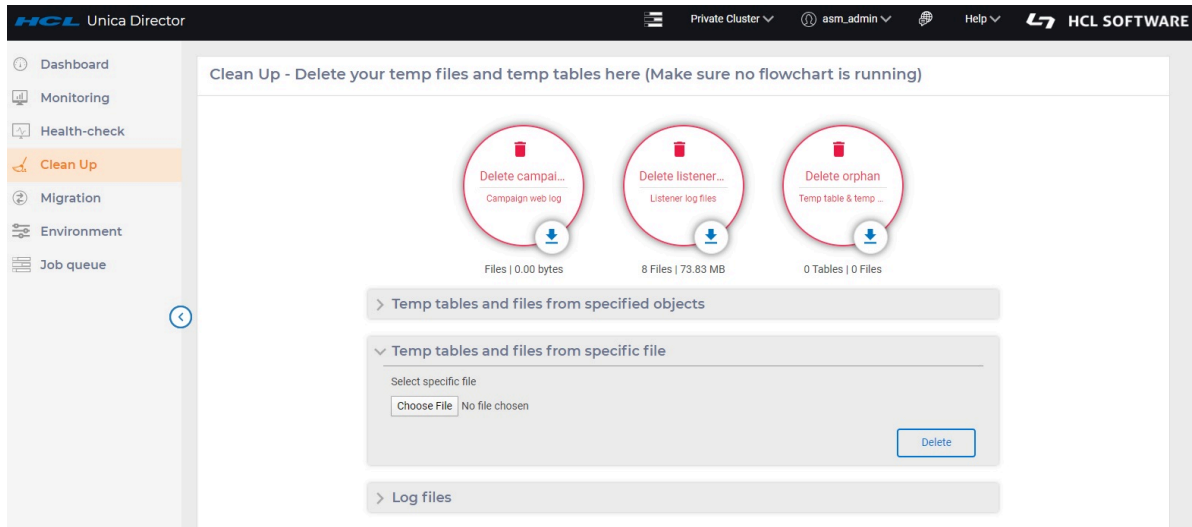 HCL Unica Director
Private Cluster
asm_admin
Help
HCL SOFTWARE
Dashboard
Monitoring
Health-check
Clean Up
Migration
Environment
Job queue
Clean Up - Delete your temp files and temp tables here (Make sure no flowchart is running)
Delete campai...
Campaign web log
Files | 0.00 bytes
Delete listener...
Listener log files
8 Files | 73.83 MB
Delete orphan
Temp table & temp ...
0 Tables | 0 Files
Temp tables and files from specified objects
Temp tables and files from specific file
Select specific file
Choose File No file chosen
Delete
Log files